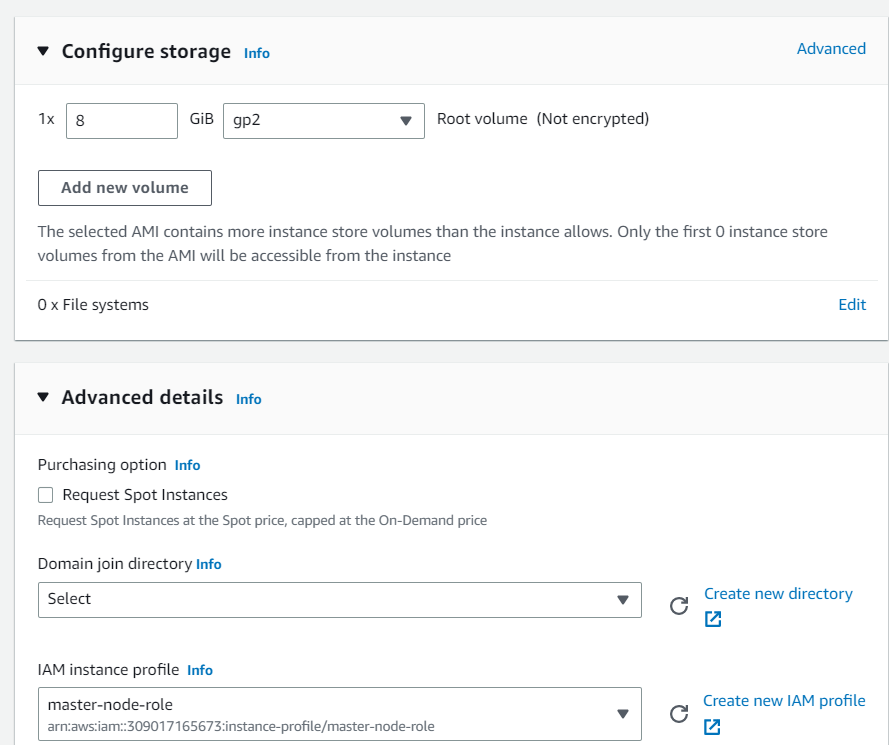 Configure storage Info Advanced
1x 8 GiB gp2 Root volume (Not encrypted)
Add new volume
The selected AMI contains more instance store volumes than the instance allows. Only the first 0 instance store
volumes from the AMI will be accessible from the instance
0 x File systems Edit
Advanced details Info
Purchasing option Info
Request Spot Instances
Request Spot Instances at the Spot price, capped at the On-Demand price
Domain join directory Info
Select
Create new directory
IAM instance profile Info
master-node-role
arn:aws:iam::309017165673:instance-profile/master-node-role
Create new IAM profile